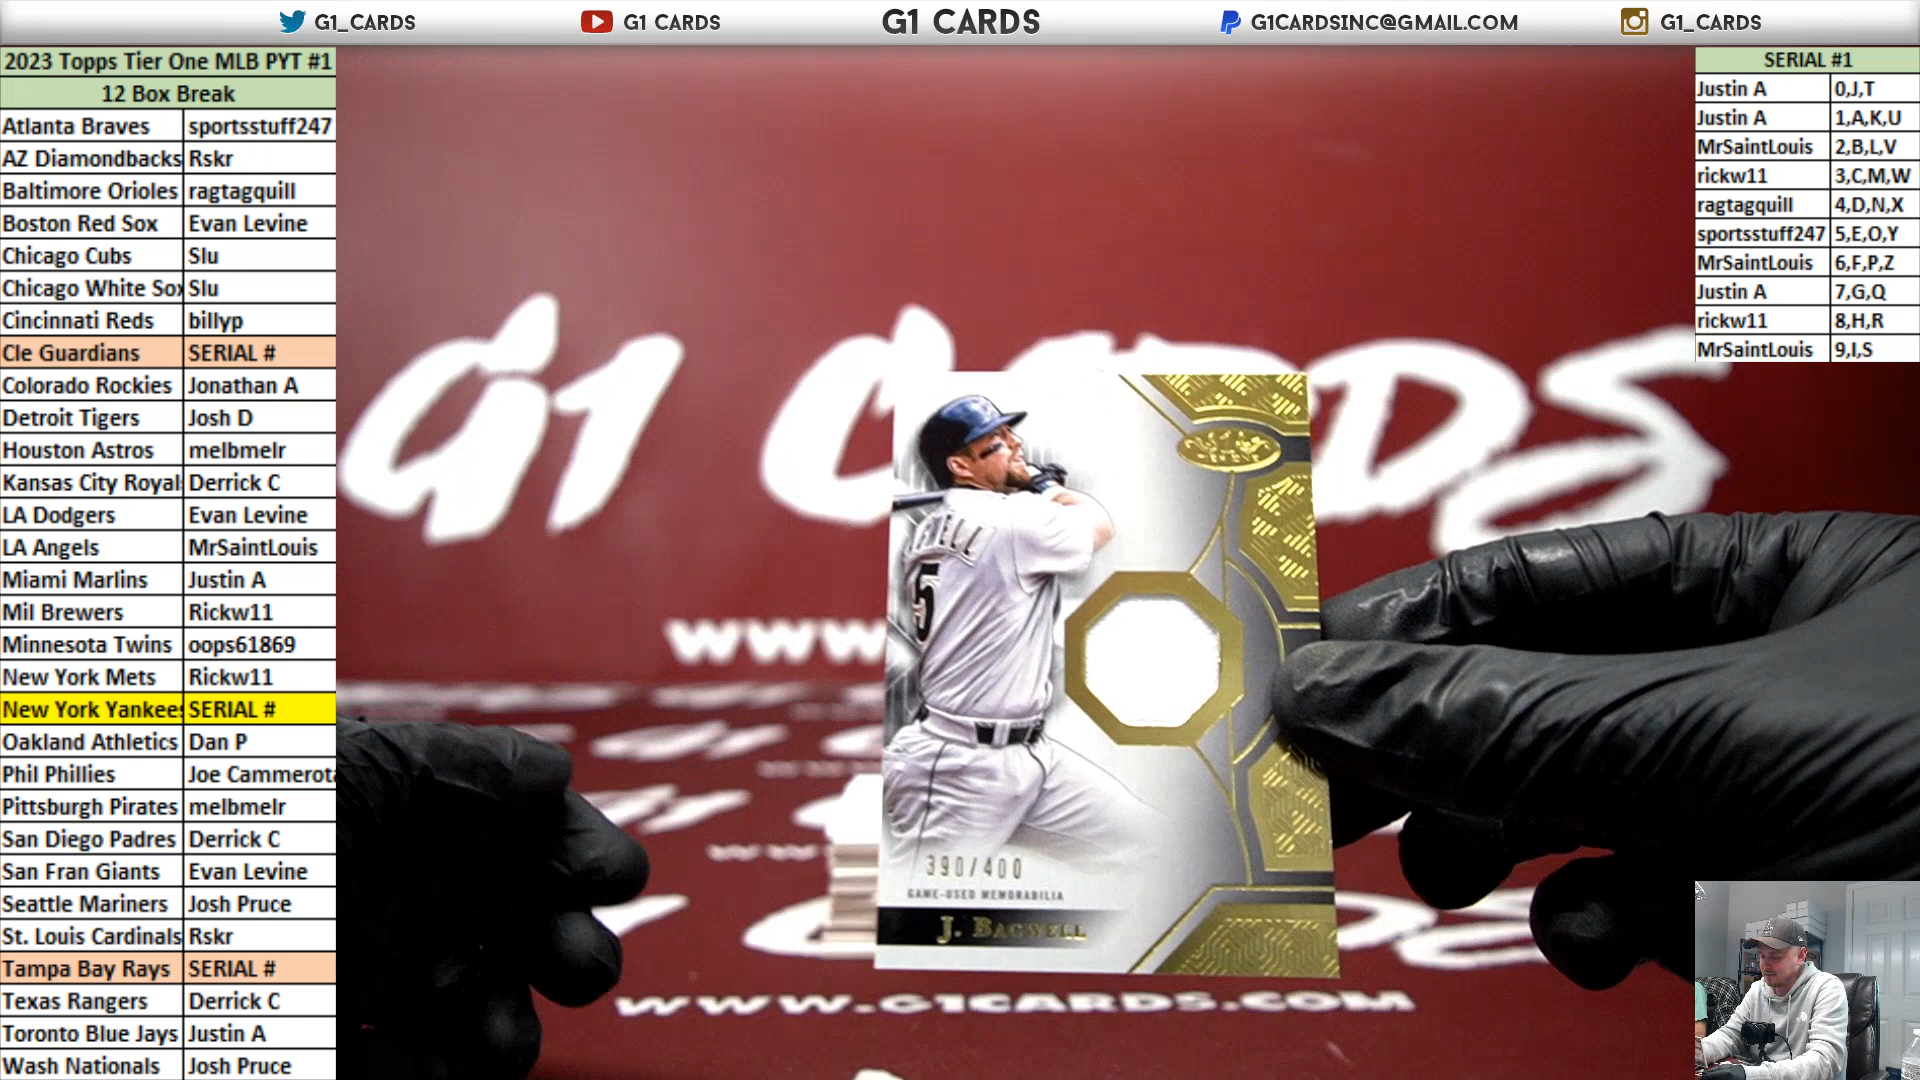 G1_CARDS G1 CARDS G1 CARDS G1CARDSINC@GMAIL.COM G1_CARDS
2023 Topps Tier One MLB PYT #1
12 Box Break
Atlanta Braves sportsstuff247
AZ Diamondbacks Rskr
Baltimore Orioles ragtagquill
Boston Red Sox Evan Levine
Chicago Cubs Slu
Chicago White Sox Slu
Cincinnati Reds billyp
Cle Guardians SERIAL #
Colorado Rockies Jonathan A
Detroit Tigers Josh D
Houston Astros melbmelr
Kansas City Royal Derrick C
LA Dodgers Evan Levine
LA Angels MrSaintLouis
Miami Marlins Justin A
Mil Brewers Rickw11
Minnesota Twins oops61869
New York Mets Rickw11
New York Yankees SERIAL #
Oakland Athletics Dan P
Phil Phillies Joe Cammerota
Pittsburgh Pirates melbmelr
San Diego Padres Derrick C
San Fran Giants Evan Levine
Seattle Mariners Josh Pruce
St. Louis Cardinals Rskr
Tampa Bay Rays SERIAL #
Texas Rangers Derrick C
Toronto Blue Jays Justin A
Wash Nationals Josh Pruce
SERIAL #1
Justin A 0,J,T
Justin A 1,A,K,U
MrSaintLouis 2,B,L,V
rickw11 3,C,M,W
ragtagquill 4,D,N,X
sportsstuff247 5,E,O,Y
MrSaintLouis 6,F,P,Z
Justin A 7,G,Q
rickw11 8,H,R
MrSaintLouis 9,I,S
G1 CARDS
www
5
390/400
GAME-USED MEMORABILIA
J. BAGWELL
WWW.G1CARDS.COM